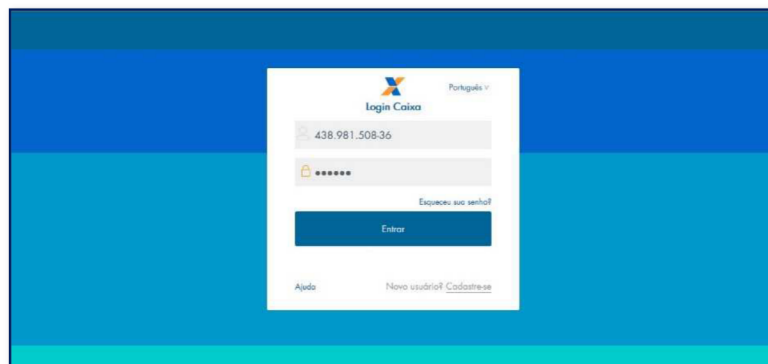 Português
Login Caixa
438.981.508-36
••••••
Esqueceu sua senha?
Entrar
Ajuda
Novo usuário? Cadastre-se